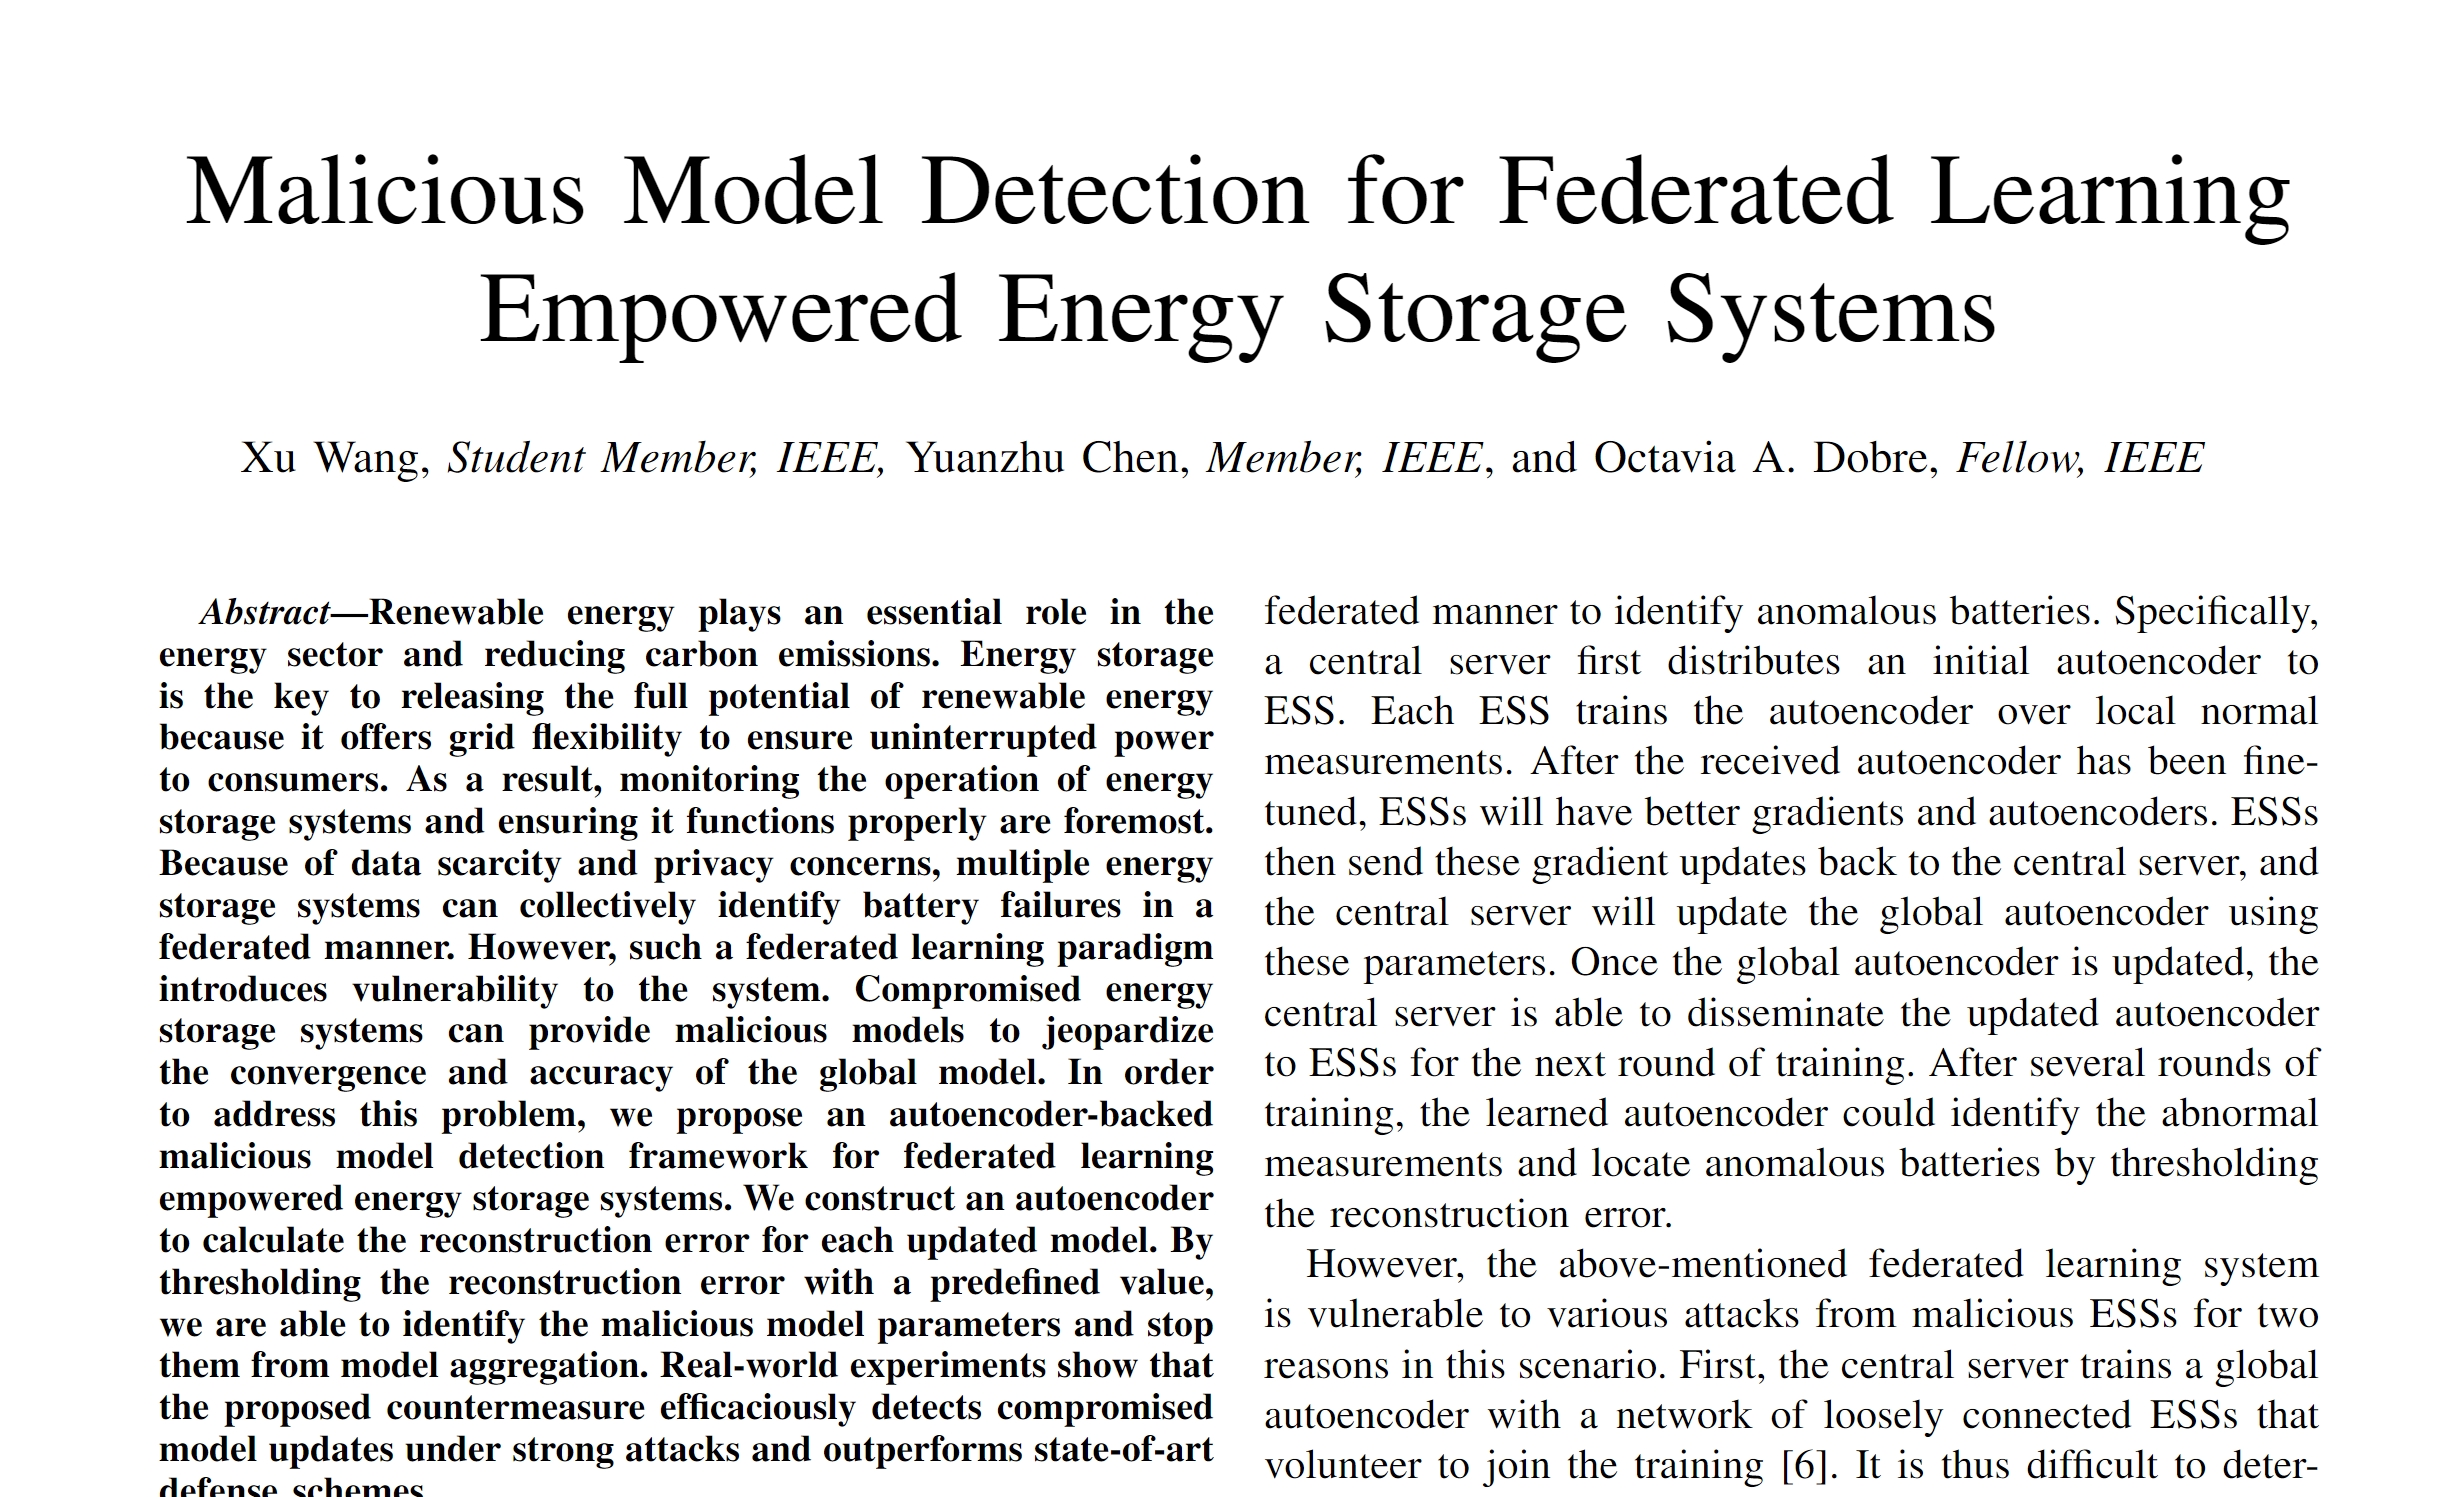 Malicious Model Detection for Federated Learning
Empowered Energy Storage Systems
Xu Wang, Student Member, IEEE, Yuanzhu Chen, Member, IEEE, and Octavia A. Dobre, Fellow, IEEE
Abstract—Renewable energy plays an essential role in the
energy sector and reducing carbon emissions. Energy storage
is the key to releasing the full potential of renewable energy
because it offers grid flexibility to ensure uninterrupted power
to consumers. As a result, monitoring the operation of energy
storage systems and ensuring it functions properly are foremost.
Because of data scarcity and privacy concerns, multiple energy
storage systems can collectively identify battery failures in a
federated manner. However, such a federated learning paradigm
introduces vulnerability to the system. Compromised energy
storage systems can provide malicious models to jeopardize
the convergence and accuracy of the global model. In order
to address this problem, we propose an autoencoder-backed
malicious model detection framework for federated learning
empowered energy storage systems. We construct an autoencoder
to calculate the reconstruction error for each updated model. By
thresholding the reconstruction error with a predefined value,
we are able to identify the malicious model parameters and stop
them from model aggregation. Real-world experiments show that
the proposed countermeasure efficaciously detects compromised
model updates under strong attacks and outperforms state-of-art
defense schemes
federated manner to identify anomalous batteries. Specifically,
a central server first distributes an initial autoencoder to
ESS. Each ESS trains the autoencoder over local normal
measurements. After the received autoencoder has been fine-
tuned, ESSs will have better gradients and autoencoders. ESSs
then send these gradient updates back to the central server, and
the central server will update the global autoencoder using
these parameters. Once the global autoencoder is updated, the
central server is able to disseminate the updated autoencoder
to ESSs for the next round of training. After several rounds of
training, the learned autoencoder could identify the abnormal
measurements and locate anomalous batteries by thresholding
the reconstruction error.
However, the above-mentioned federated learning system
is vulnerable to various attacks from malicious ESSs for two
reasons in this scenario. First, the central server trains a global
autoencoder with a network of loosely connected ESSs that
volunteer to join the training [6]. It is thus difficult to deter-